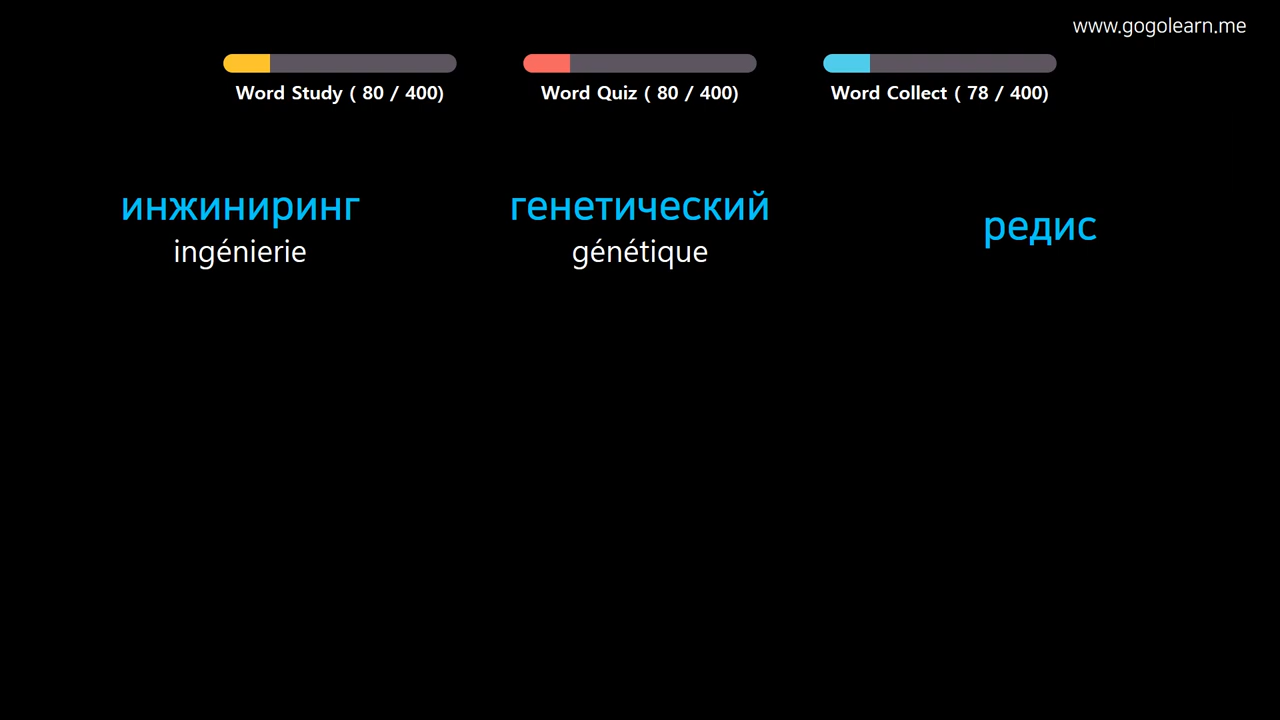 www.gogolearn.me
Word Study ( 80 / 400)
Word Quiz ( 80 / 400)
Word Collect ( 78 / 400)
инжиниринг
ingénierie
генетический
génétique
редис